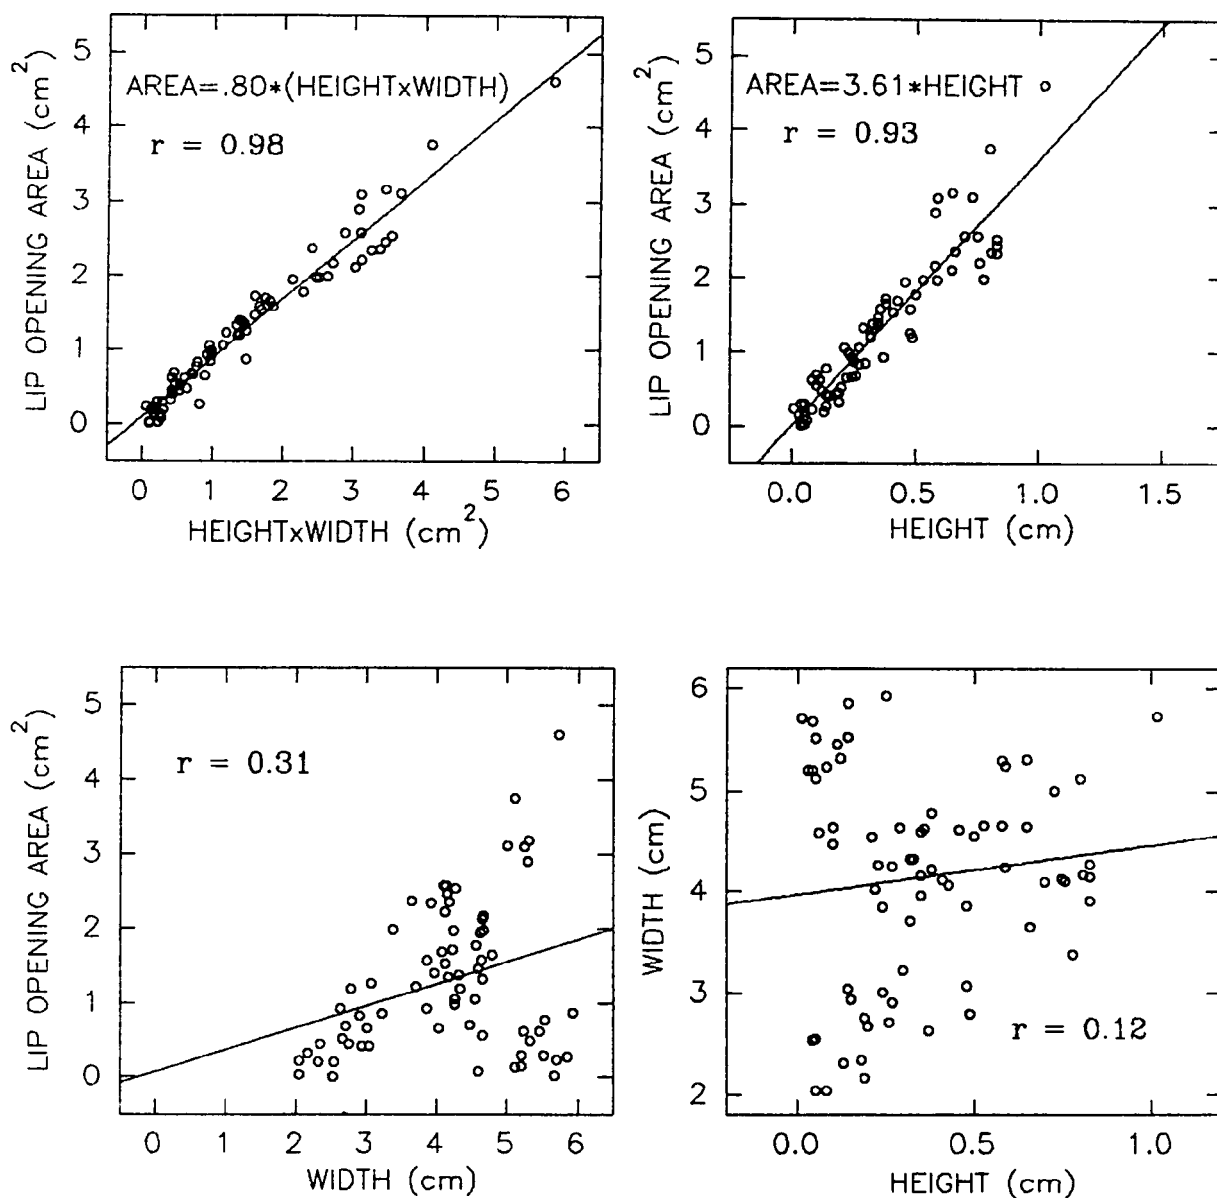 5
4
3
2
1
0
LIP OPENING AREA (cm²)
AREA=.80*(HEIGHTxWIDTH)
r = 0.98
0 1 2 3 4 5 6
HEIGHTxWIDTH (cm²)
5
4
3
2
1
0
LIP OPENING AREA (cm²)
AREA=3.61*HEIGHT
r = 0.93
0.0 0.5 1.0 1.5
HEIGHT (cm)
5
4
3
2
1
0
LIP OPENING AREA (cm²)
r = 0.31
0 1 2 3 4 5 6
WIDTH (cm)
6
5
4
3
2
WIDTH (cm)
r = 0.12
0.0 0.5 1.0
HEIGHT (cm)